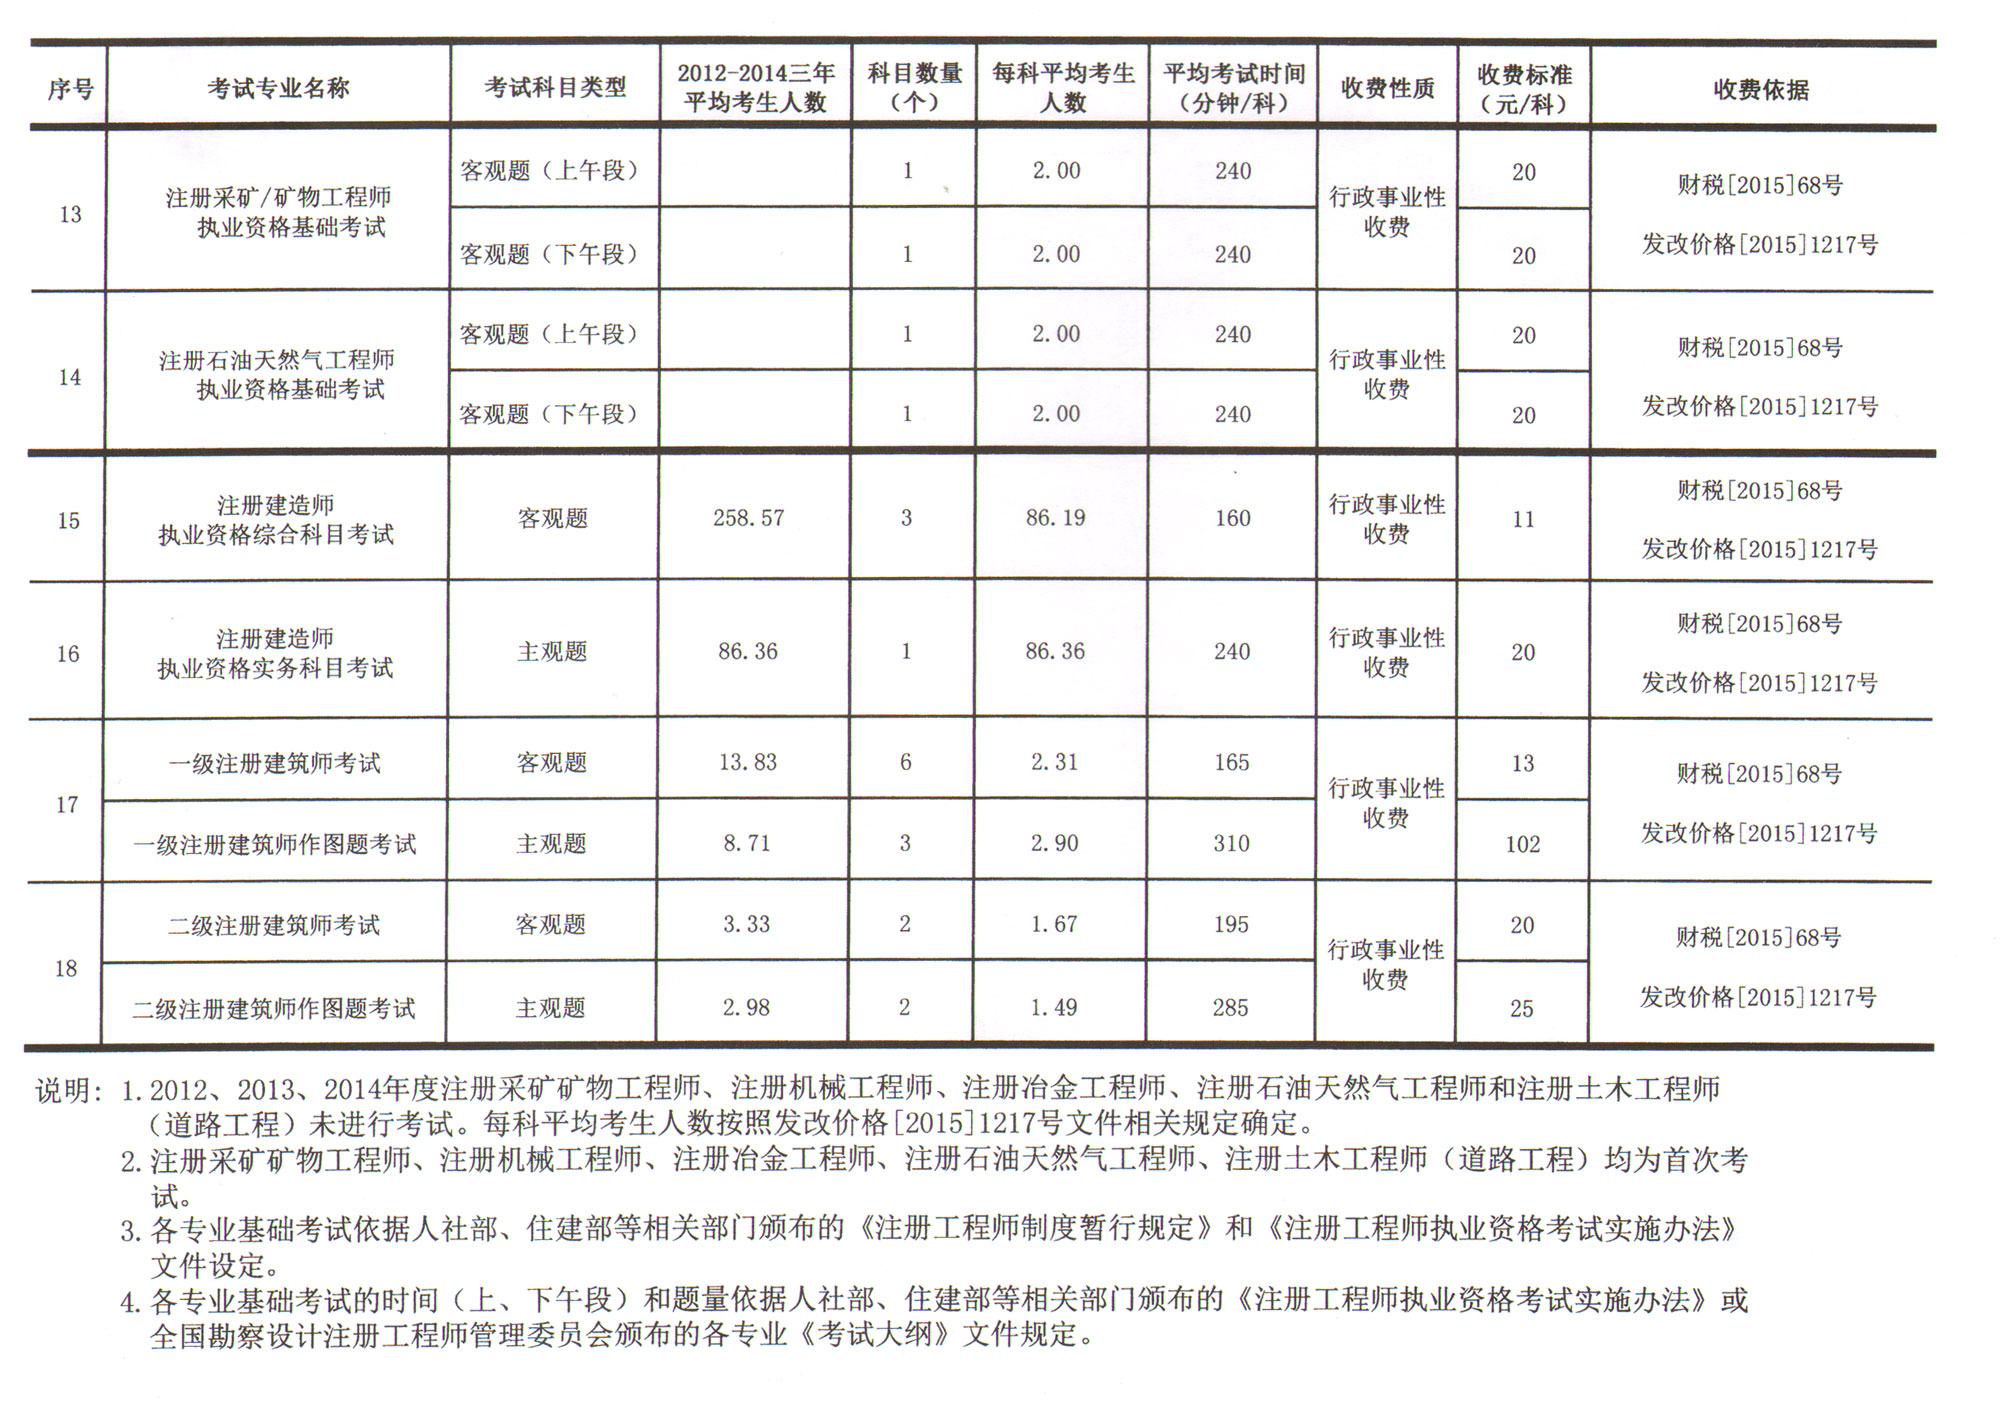 序号 考试专业名称 考试科目类型 2012-2014三年平均考生人数 科目数量（个） 每科平均考生人数 平均考试时间（分钟/科） 收费性质 收费标准（元/科） 收费依据
13 注册采矿/矿物工程师执业资格基础考试 客观题（上午段） 1 2.00 240 行政事业性收费 20 财税[2015]68号 发改价格[2015]1217号
客观题（下午段） 1 2.00 240 20
14 注册石油天然气工程师执业资格基础考试 客观题（上午段） 1 2.00 240 行政事业性收费 20 财税[2015]68号 发改价格[2015]1217号
客观题（下午段） 1 2.00 240 20
15 注册建造师执业资格综合科目考试 客观题 258.57 3 86.19 160 行政事业性收费 11 财税[2015]68号 发改价格[2015]1217号
16 注册建造师执业资格实务科目考试 主观题 86.36 1 86.36 240 行政事业性收费 20 财税[2015]68号 发改价格[2015]1217号
17 一级注册建筑师考试 客观题 13.83 6 2.31 165 行政事业性收费 13 财税[2015]68号 发改价格[2015]1217号
一级注册建筑师作图题考试 主观题 8.71 3 2.90 310 102
18 二级注册建筑师考试 客观题 3.33 2 1.67 195 行政事业性收费 20 财税[2015]68号 发改价格[2015]1217号
二级注册建筑师作图题考试 主观题 2.98 2 1.49 285 25
说明：1.2012、2013、2014年度注册采矿矿物工程师、注册机械工程师、注册冶金工程师、注册石油天然气工程师和注册土木工程师
（道路工程）未进行考试。每科平均考生人数按照发改价格[2015]1217号文件相关规定确定。
2.注册采矿矿物工程师、注册机械工程师、注册冶金工程师、注册石油天然气工程师、注册土木工程师（道路工程）均为首次考
试。
3.各专业基础考试依据人社部、住建部等相关部门颁布的《注册工程师制度暂行规定》和《注册工程师执业资格考试实施办法》
文件设定。
4.各专业基础考试的时间（上、下午段）和题量依据人社部、住建部等相关部门颁布的《注册工程师执业资格考试实施办法》或
全国勘察设计注册工程师管理委员会颁布的各专业《考试大纲》文件规定。